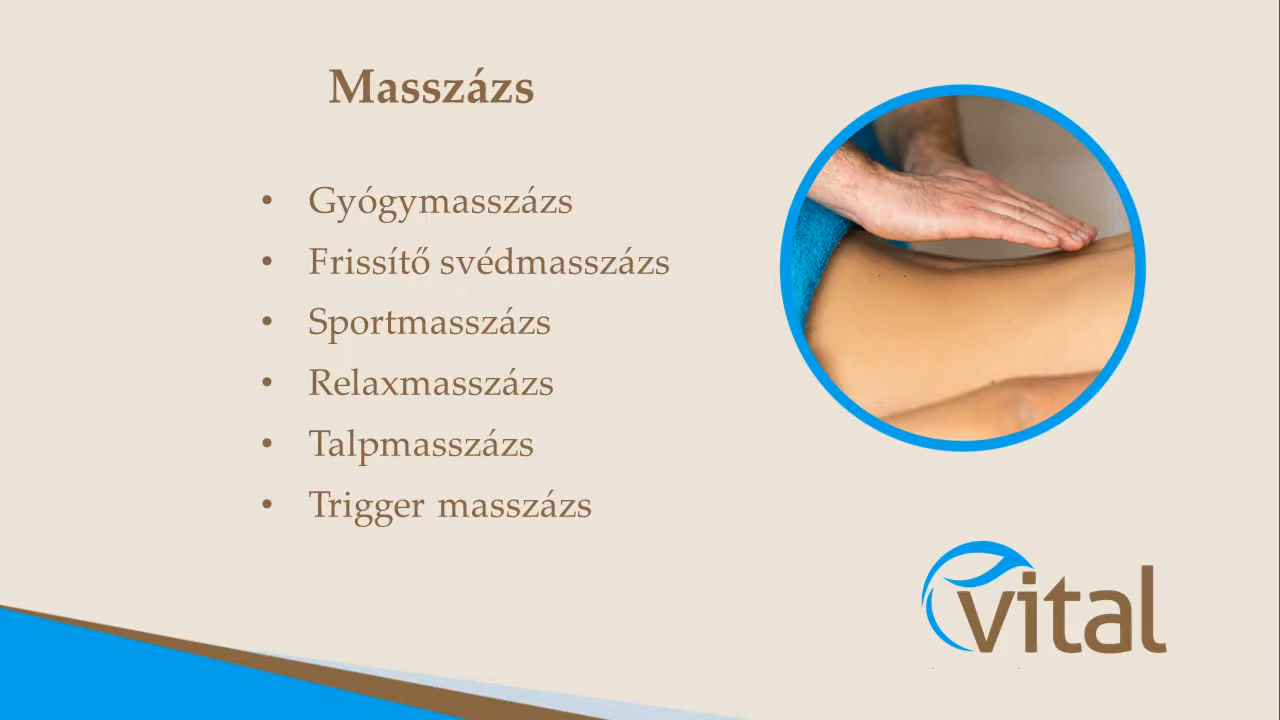 Masszázs
• Gyógymasszázs
• Frissítő svédmasszázs
• Sportmasszázs
• Relaxmasszázs
• Talpmasszázs
• Trigger masszázs
vital